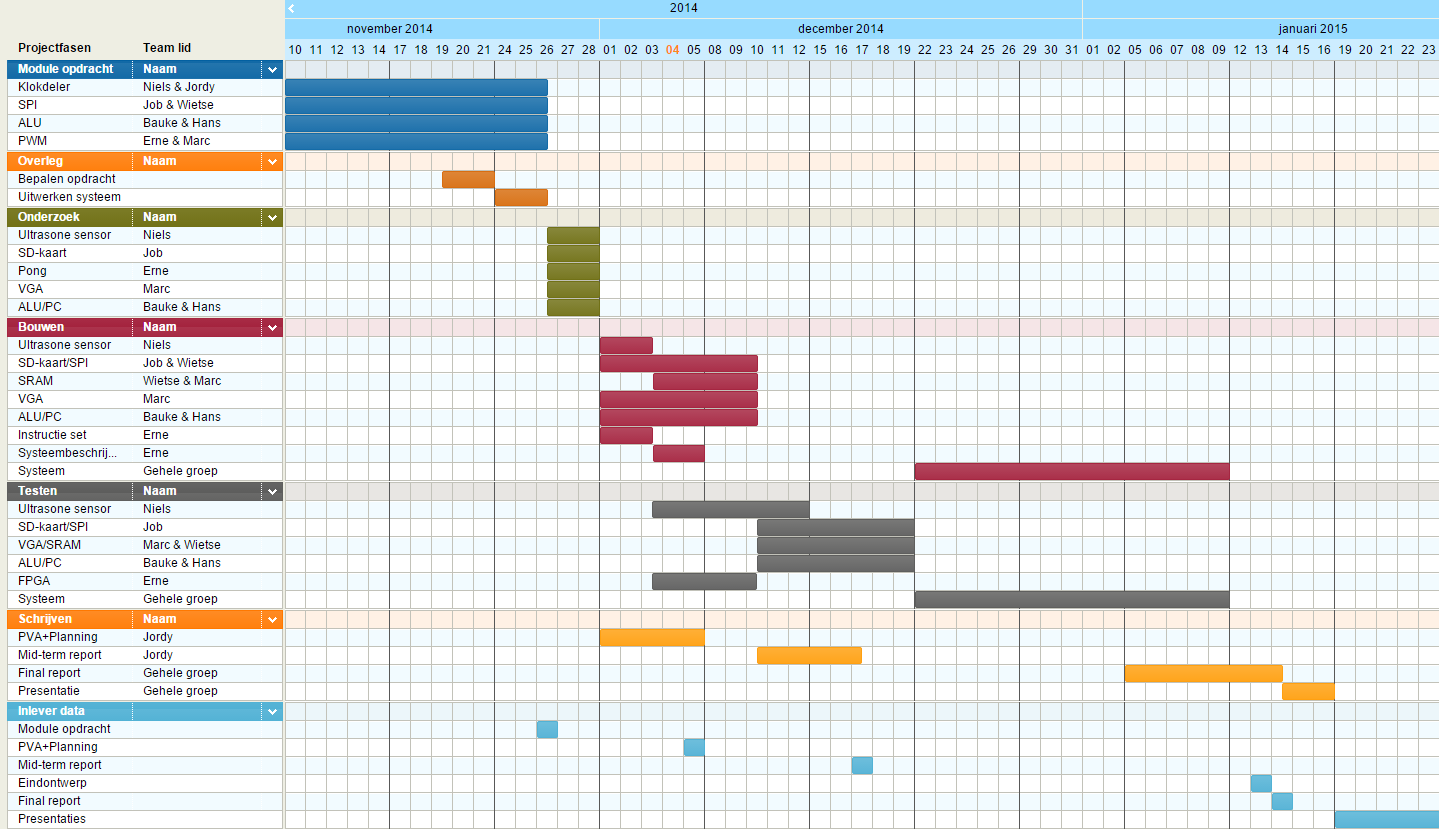 2014
november 2014 december 2014 januari 2015
Projectfasen Team lid 10 11 12 13 14 17 18 19 20 21 24 25 26 27 28 01 02 03 04 05 08 09 10 11 12 15 16 17 18 19 22 23 24 25 26 29 30 31 01 02 05 06 07 08 09 12 13 14 15 16 19 20 21 22 23
Module opdracht Naam
Klokdeler Niels & Jordy
SPI Job & Wietse
ALU Bauke & Hans
PWM Erne & Marc
Overleg Naam
Bepalen opdracht
Uitwerken systeem
Onderzoek Naam
Ultrasone sensor Niels
SD-kaart Job
Pong Erne
VGA Marc
ALU/PC Bauke & Hans
Bouwen Naam
Ultrasone sensor Niels
SD-kaart/SPI Job & Wietse
SRAM Wietse & Marc
VGA Marc
ALU/PC Bauke & Hans
Instructie set Erne
Systeembeschrij... Erne
Systeem Gehele groep
Testen Naam
Ultrasone sensor Niels
SD-kaart/SPI Job
VGA/SRAM Marc & Wietse
ALU/PC Bauke & Hans
FPGA Erne
Systeem Gehele groep
Schrijven Naam
PVA+Planning Jordy
Mid-term report Jordy
Final report Gehele groep
Presentatie Gehele groep
Inlever data
Module opdracht
PVA+Planning
Mid-term report
Eindontwerp
Final report
Presentaties